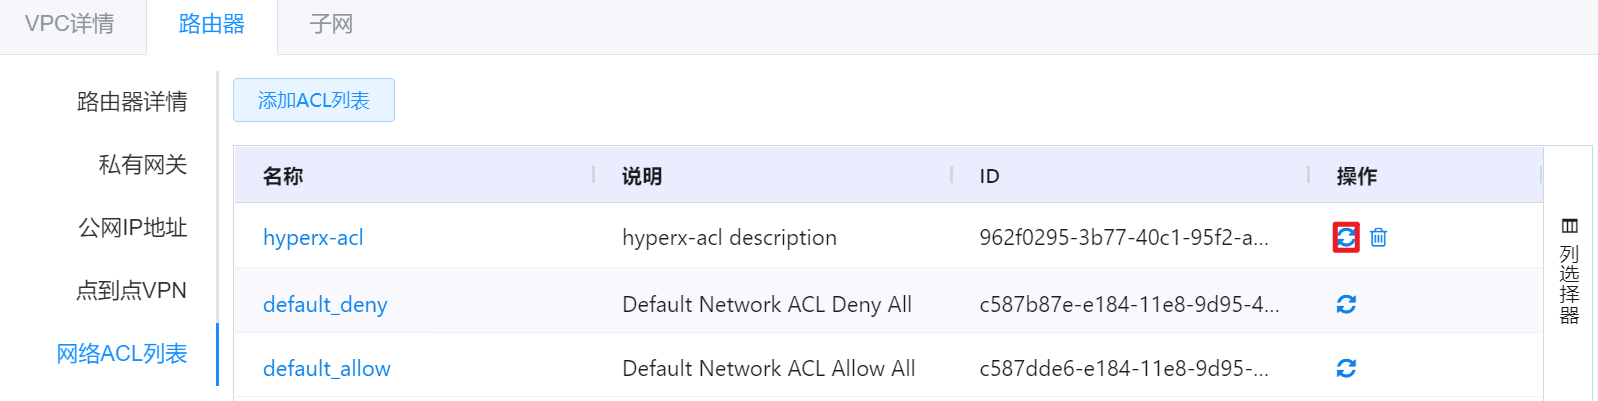 VPC详情 路由器 子网
路由器详情
私有网关
公网IP地址
点到点VPN
网络ACL列表
添加ACL列表
名称 说明 ID 操作
hyperx-acl hyperx-acl description 962f0295-3b77-40c1-95f2-a...
default_deny Default Network ACL Deny All c587b87e-e184-11e8-9d95-4...
default_allow Default Network ACL Allow All c587dde6-e184-11e8-9d95-...
列选择器